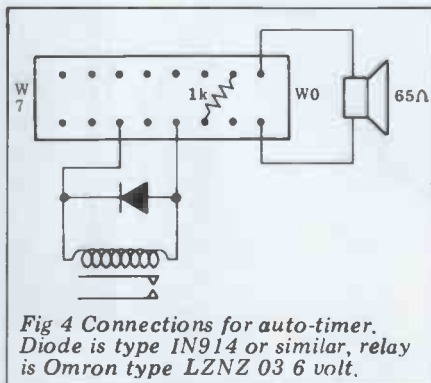 W
7
1k
W0
65Ω
Fig 4 Connections for auto-timer.
Diode is type IN914 or similar, relay
is Omron type LZNZ 03 6 volt.